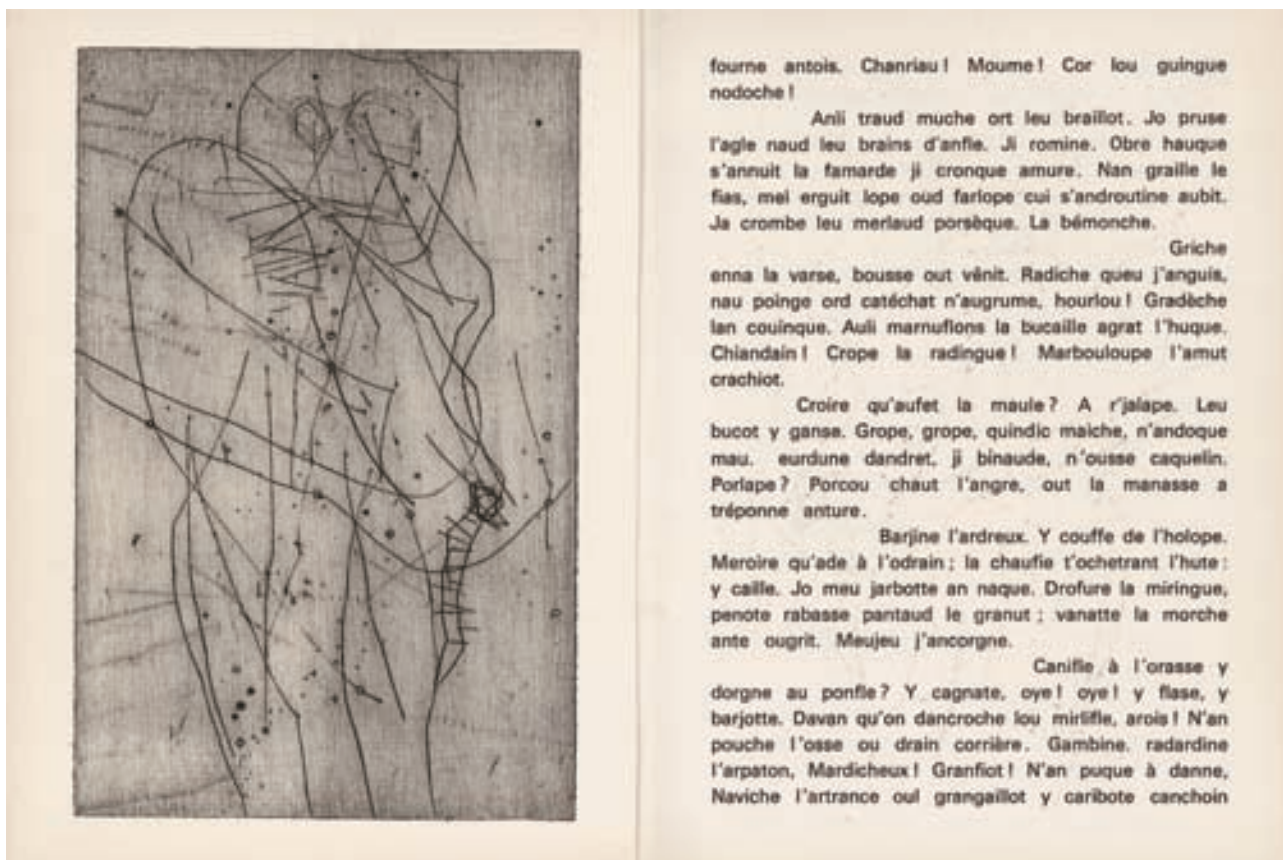 fourne antois. Chanriau ! Moume ! Cor lou guingue
nodoche !
Anli traud muche ort leu braillot. Jo pruse
l'agle naud leu brains d'anfle. Ji romine. Obre hauque
s'annuit la famarde ji cronque amure. Nan graille le
fias, mel erguit lope oud farlope cui s'androutine aubit.
Ja crombe leu merlaud porsèque. La bémonche.
Griche
enna la varse, bousse out vênit. Radiche queu j'anguis,
nau poinge ord catéchat n'augrume, hourlou ! Gradèche
lan couinque. Auli marnuflons la bucaille agrat l'huque.
Chiandain ! Crope la radingue ! Marbouloupe l'amut
crachiot.
Croire qu'aufet la maule ? A r'jalape. Leu
bucot y ganse. Grope, grope, quindic maiche, n'andoque
mau. eurdune dandret, ji binaude, n'ousse caquelin.
Porlape ? Porcou chaut l'angre, out la manasse a
tréponne anture.
Barjine l'ardreux. Y couffe de l'holope.
Meroire qu'ade à l'odrain ; la chaufie t'ochetrant l'hute :
y caille. Jo meu jarbotte an naque. Drofure la miringue,
penote rabasse pantaud le granut ; vanatte la morche
ante ougrit. Meujeu j'ancorgne.
Canifle à l'orasse y
dorgne au ponfle ? Y cagnate, oye ! oye ! y flase, y
barjotte. Davan qu'on dancroche lou mirlifle, arois ! N'an
pouche l'osse ou drain corrière. Gambine. radardine
l'arpaton, Mardicheux ! Granfiot ! N'an puque à danne,
Naviche l'artrance oul grangaillot y caribote canchoin